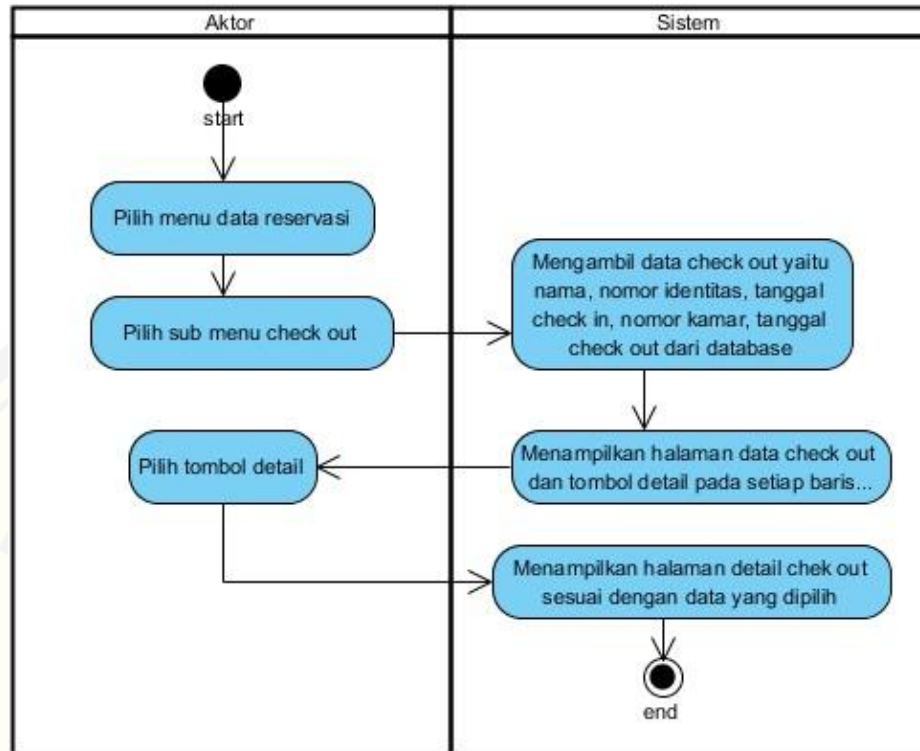 Aktor
Sistem
start
Pilih menu data reservasi
Pilih sub menu check out
Mengambil data check out yaitu
nama, nomor identitas, tanggal
check in, nomor kamar, tanggal
check out dari database
Menampilkan halaman data check out
dan tombol detail pada setiap baris...
Pilih tombol detail
Menampilkan halaman detail chek out
sesuai dengan data yang dipilih
end